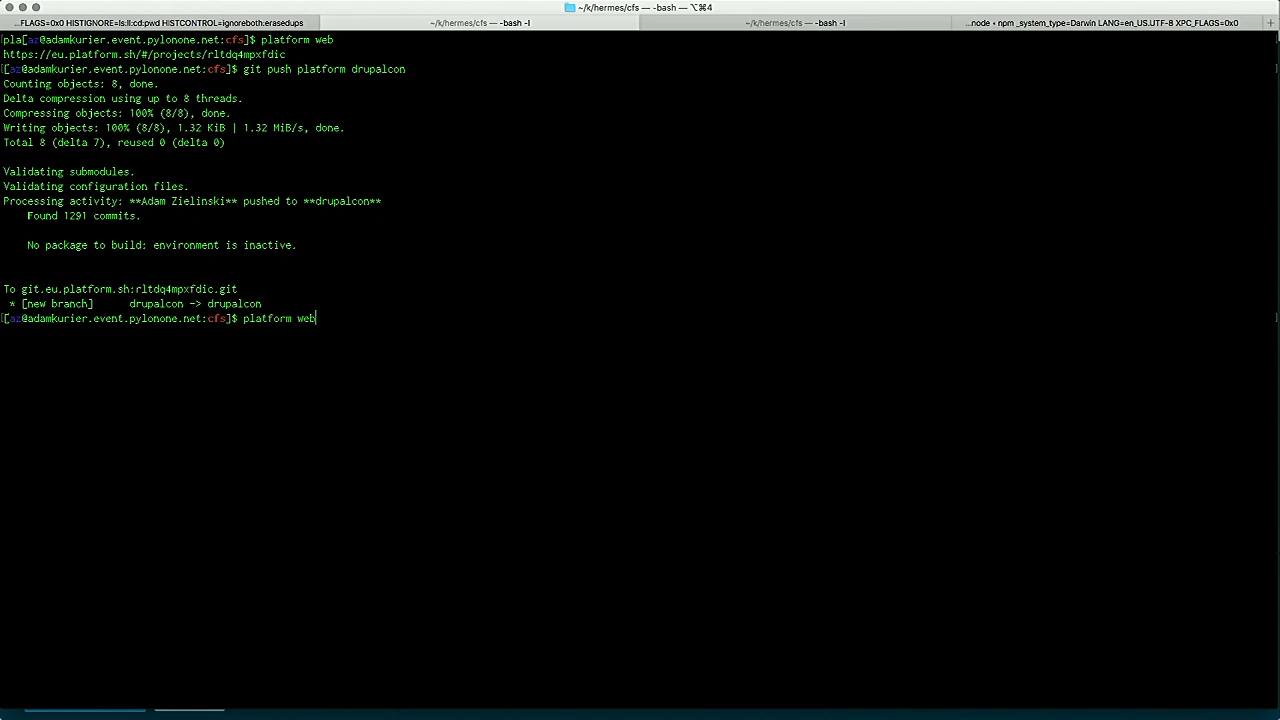 ~/k/hermes/cfs — -bash — ⌥⌘4
...FLAGS=0x0 HISTIGNORE=ls:ll:cd:pwd HISTCONTROL=ignoreboth:erasedups
~/k/hermes/cfs — -bash -l
~/k/hermes/cfs — -bash -l
...node • npm_system_type=Darwin LANG=en_US.UTF-8 XPC_FLAGS=0x0
[pla[az@adamkurier.event.pylonone.net:cfs]$ platform web
https://eu.platform.sh/#/projects/rltdq4mpxfdic
[[az@adamkurier.event.pylonone.net:cfs]$ git push platform drupalcon
Counting objects: 8, done.
Delta compression using up to 8 threads.
Compressing objects: 100% (8/8), done.
Writing objects: 100% (8/8), 1.32 KiB | 1.32 MiB/s, done.
Total 8 (delta 7), reused 0 (delta 0)
Validating submodules.
Validating configuration files.
Processing activity: **Adam Zielinski** pushed to **drupalcon**
Found 1291 commits.
No package to build: environment is inactive.
To git.eu.platform.sh:rltdq4mpxfdic.git
* [new branch] drupalcon -> drupalcon
[[az@adamkurier.event.pylonone.net:cfs]$ platform web